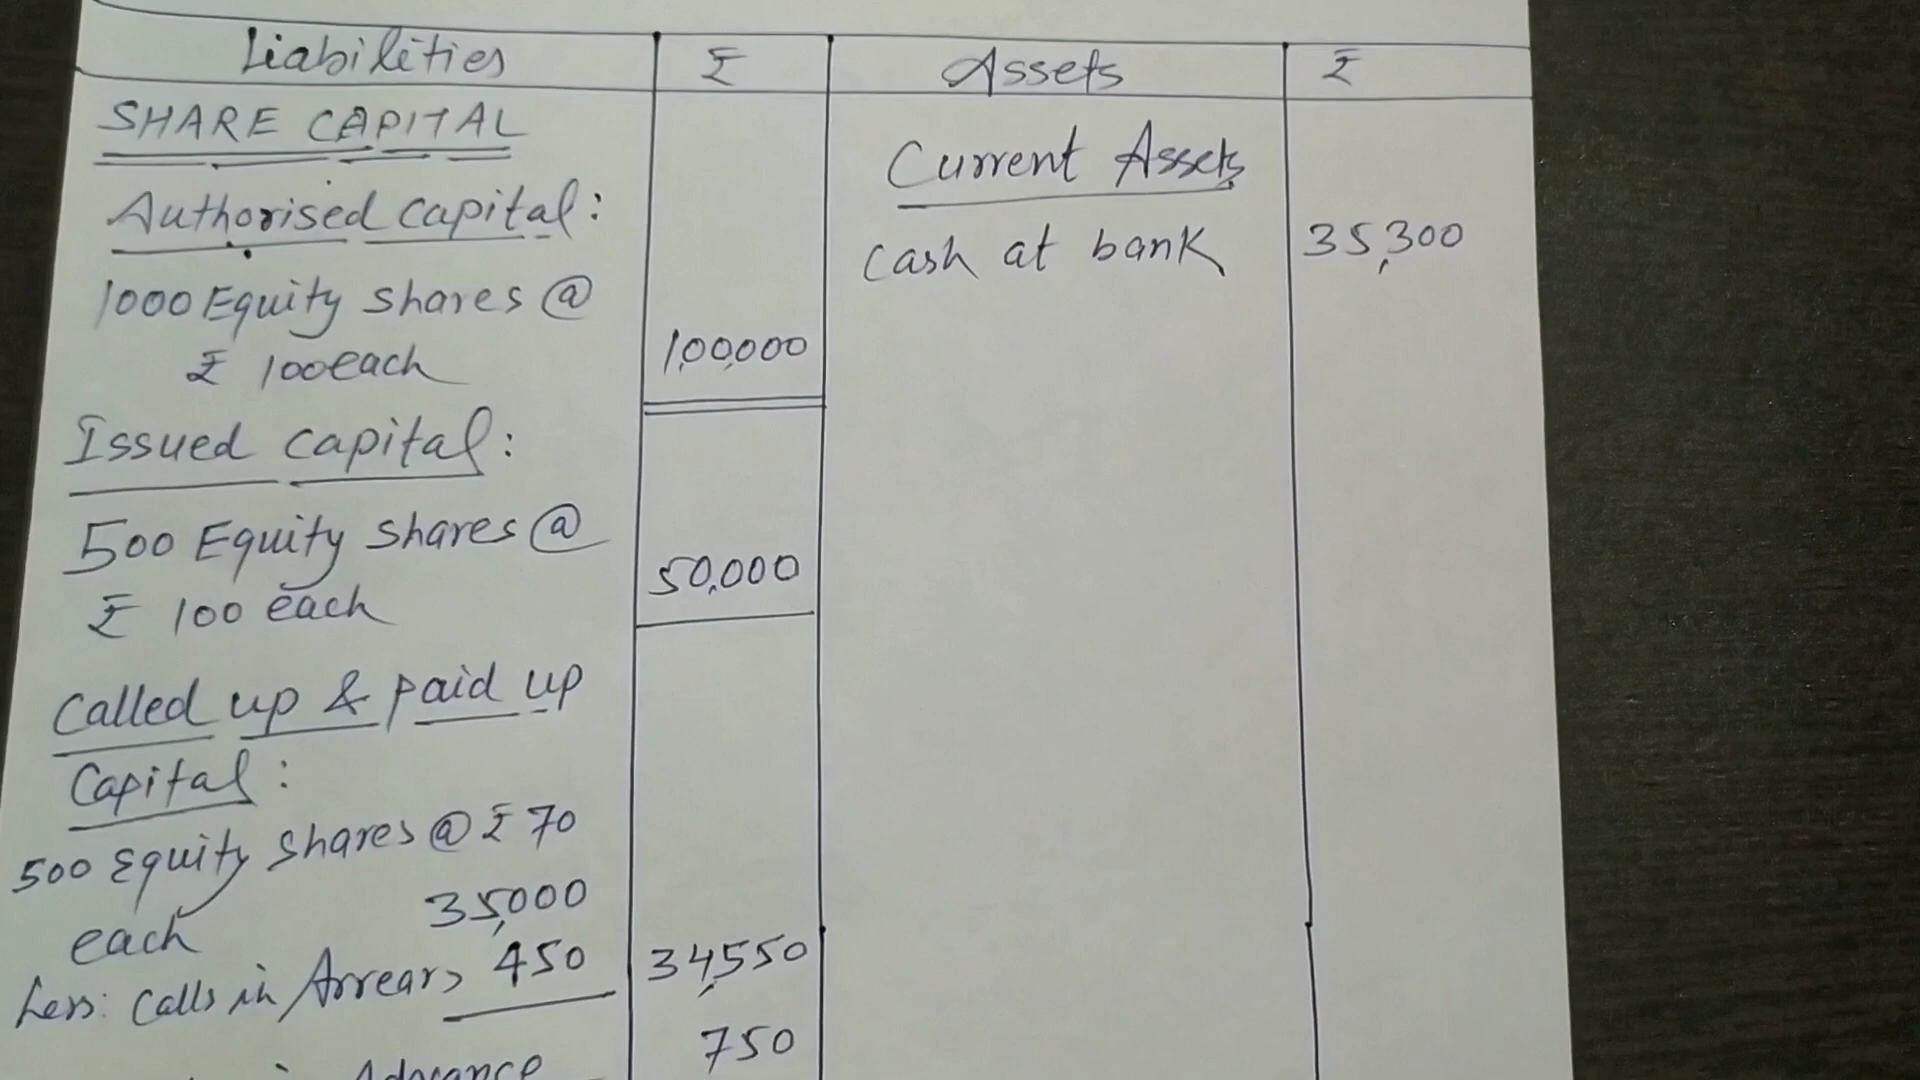 Liabilities ₹ Assets ₹
SHARE CAPITAL
Authorised Capital:
1000 Equity shares @
₹ 100 each 1,00,000
Issued Capital:
500 Equity shares @
₹ 100 each 50,000
Called up & paid up
Capital:
500 Equity shares @ ₹ 70
each 35,000
Less: Calls in Arrears 450 34,550
Advance 750
Current Assets
Cash at bank 35,300